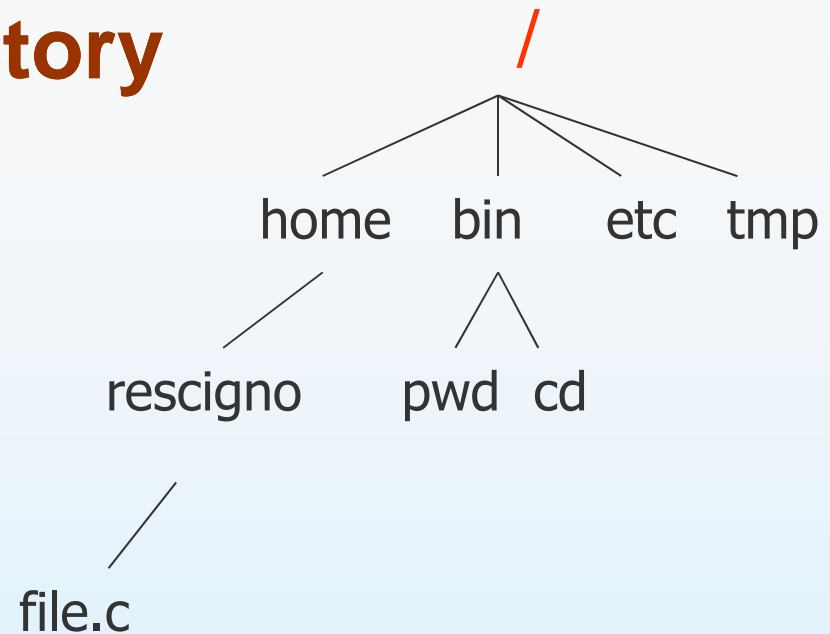 tory
/
home bin etc tmp
rescigno pwd cd
file.c